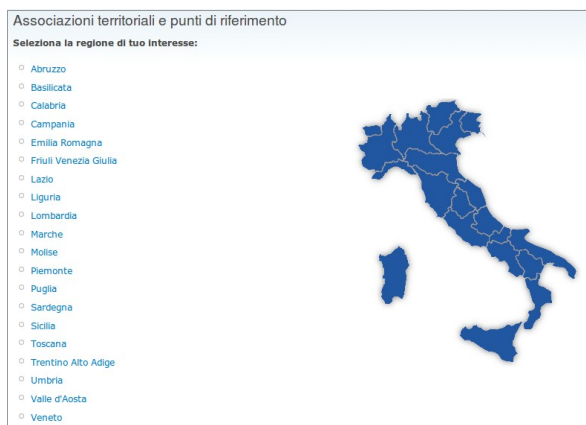 Associazioni territoriali e punti di riferimento
Seleziona la regione di tuo interesse:
Abruzzo
Basilicata
Calabria
Campania
Emilia Romagna
Friuli Venezia Giulia
Lazio
Liguria
Lombardia
Marche
Molise
Piemonte
Puglia
Sardegna
Sicilia
Toscana
Trentino Alto Adige
Umbria
Valle d'Aosta
Veneto